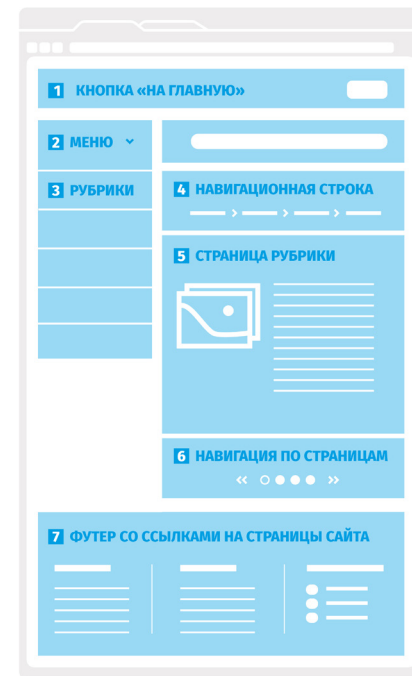 1 КНОПКА «НА ГЛАВНУЮ»
2 МЕНЮ
3 РУБРИКИ
4 НАВИГАЦИОННАЯ СТРОКА
5 СТРАНИЦА РУБРИКИ
6 НАВИГАЦИЯ ПО СТРАНИЦАМ
7 ФУТЕР СО ССЫЛКАМИ НА СТРАНИЦЫ САЙТА